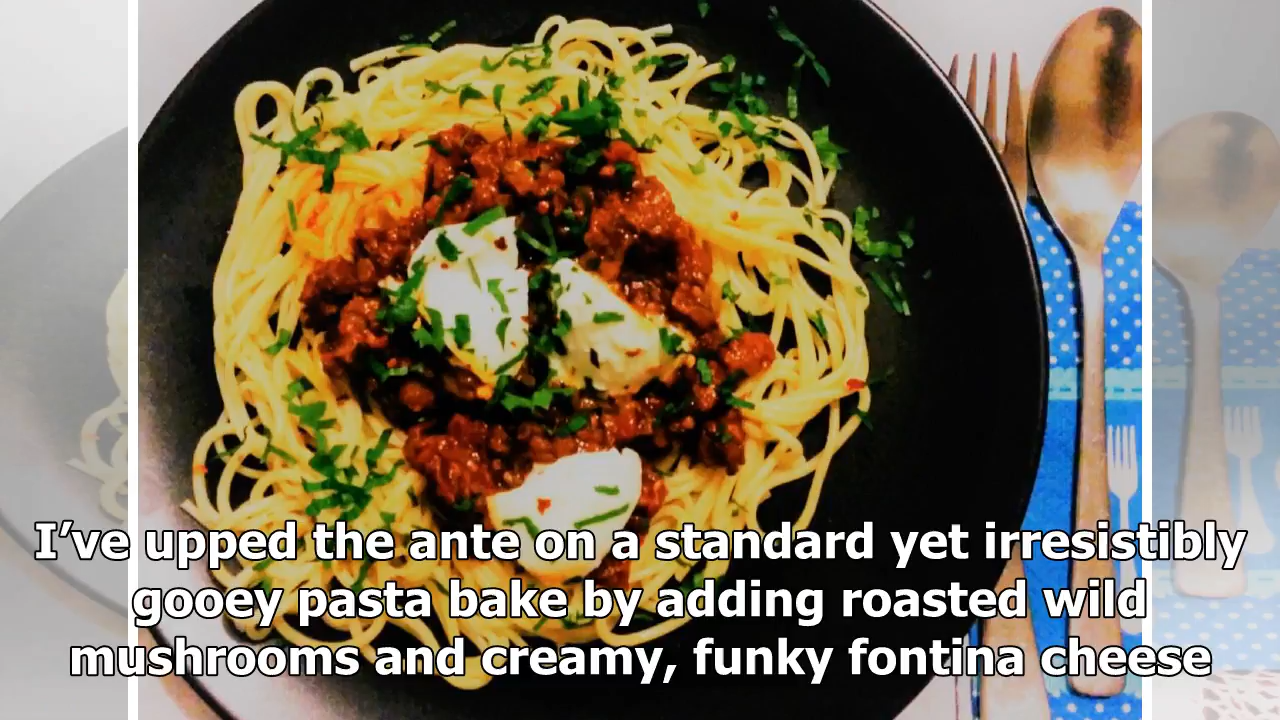 I’ve upped the ante on a standard yet irresistibly
gooey pasta bake by adding roasted wild
mushrooms and creamy, funky fontina cheese